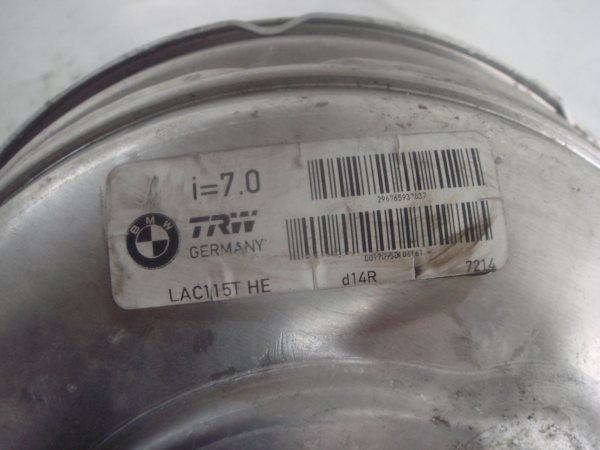 i=7.0
BMW
TRW
GERMANY
LAC115T HE
d14R
7214